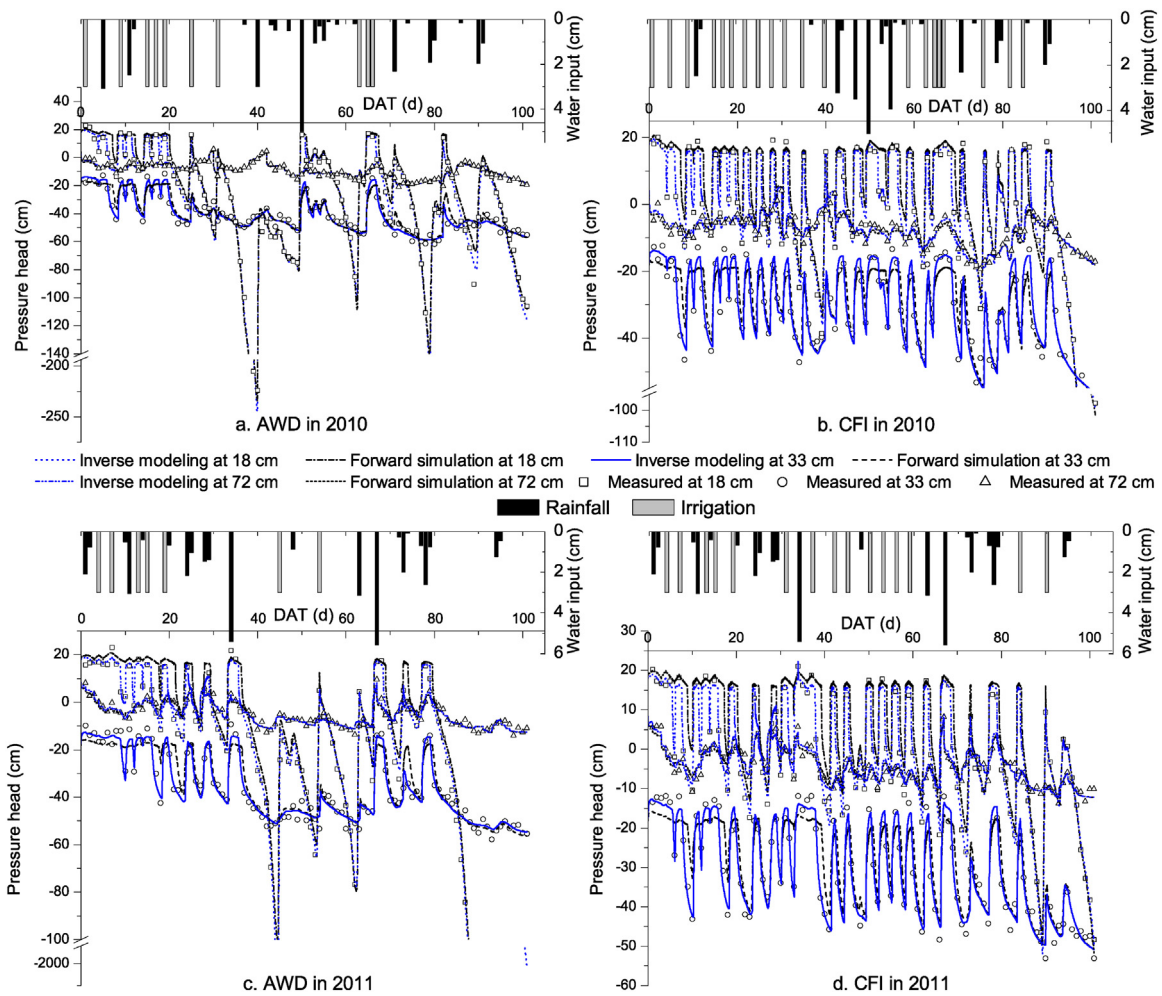 0
2
4
Water input (cm)
0
2
4
Water input (cm)
0 20 40 60 80 100
DAT (d)
0 20 40 60 80 100
DAT (d)
40
20
0
-20
-40
-60
-80
-100
-120
-140
-200
-250
Pressure head (cm)
20
0
-20
-40
-100
-110
Pressure head (cm)
a. AWD in 2010
b. CFI in 2010
Inverse modeling at 18 cm Forward simulation at 18 cm Inverse modeling at 33 cm Forward simulation at 33 cm
Inverse modeling at 72 cm Forward simulation at 72 cm Measured at 18 cm Measured at 33 cm Measured at 72 cm
Rainfall Irrigation
0
2
4
6
Water input (cm)
0
2
4
6
Water input (cm)
0 20 40 60 80 100
DAT (d)
0 20 40 60 80 100
DAT (d)
20
0
-20
-40
-60
-80
-100
-2000
Pressure head (cm)
30
20
10
0
-10
-20
-30
-40
-50
-60
Pressure head (cm)
c. AWD in 2011
d. CFI in 2011